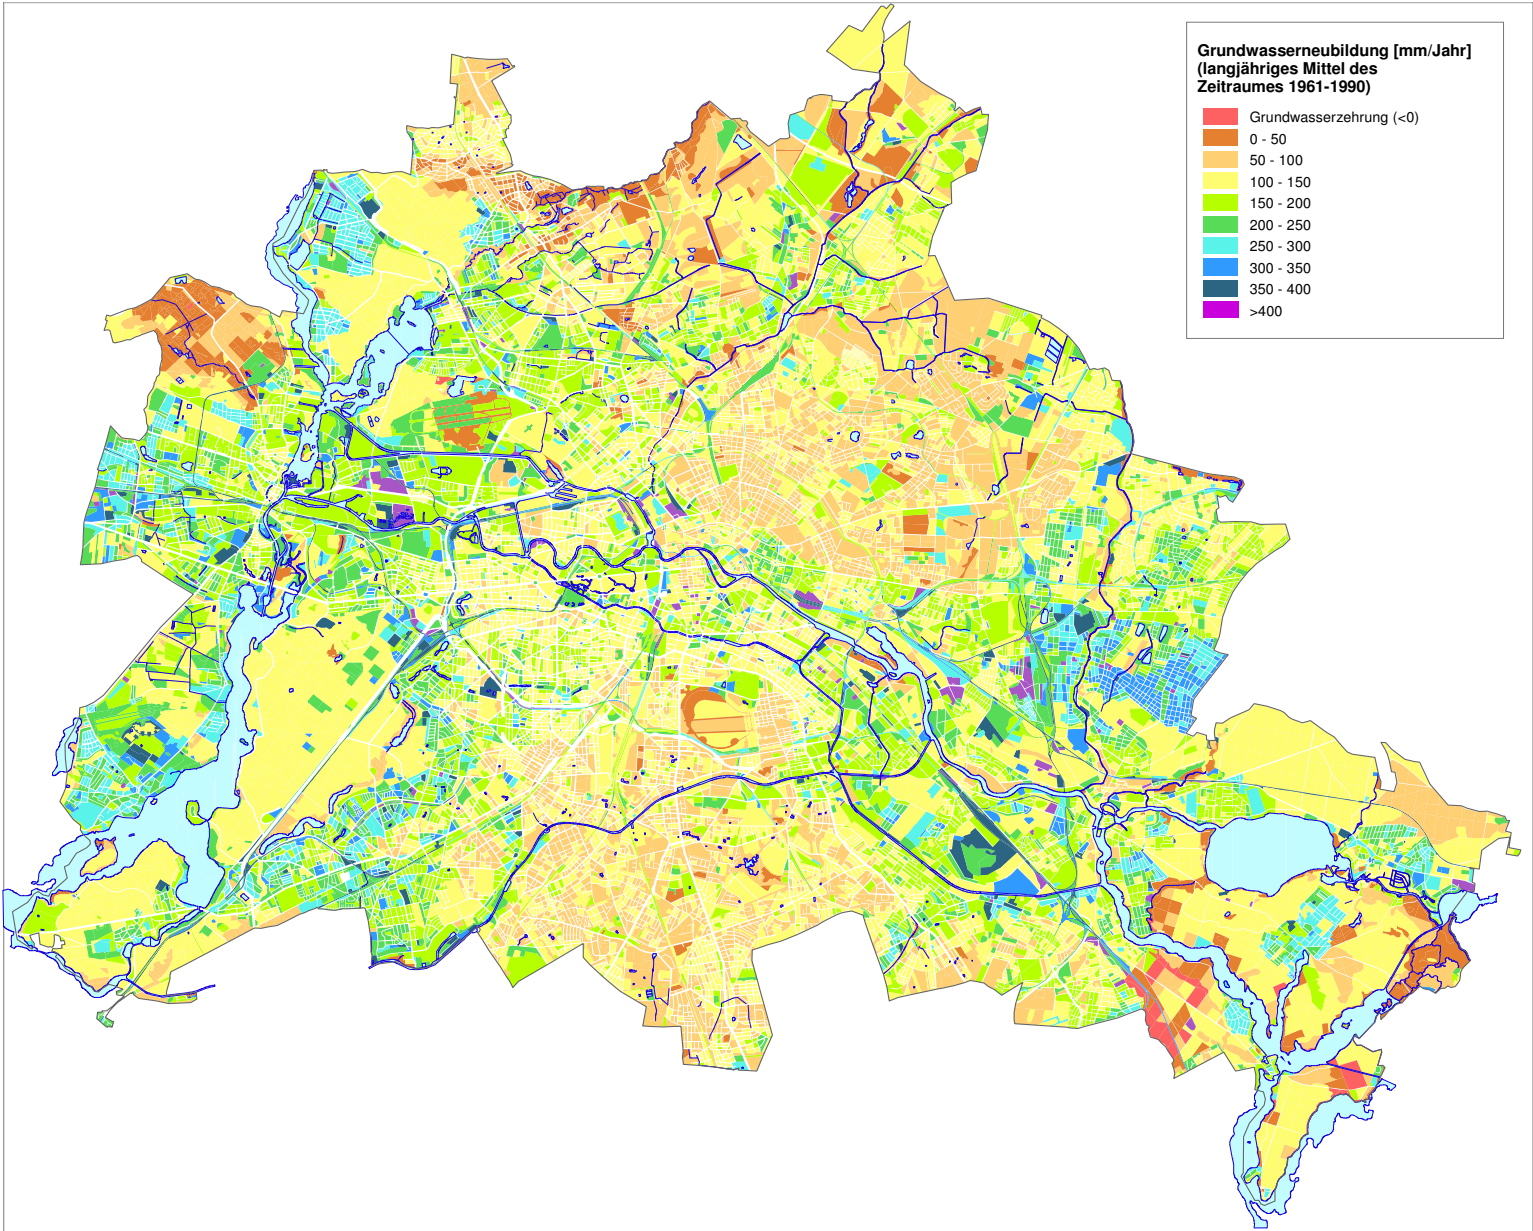 Grundwasserneubildung [mm/Jahr]
(langjähriges Mittel des
Zeitraumes 1961-1990)
Grundwasserzehrung (<0)
0 - 50
50 - 100
100 - 150
150 - 200
200 - 250
250 - 300
300 - 350
350 - 400
>400